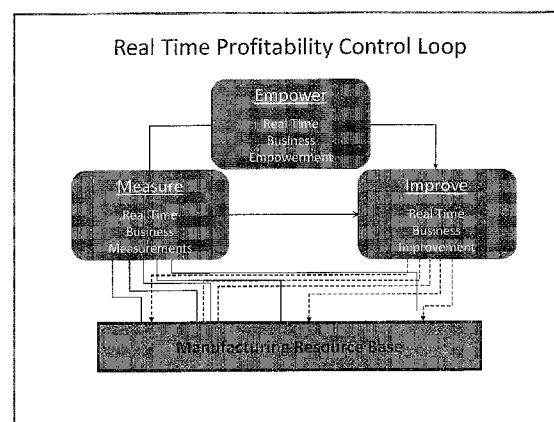 Real Time Profitability Control Loop
Empower
Real Time
Business
Empowerment
Measure
Real Time
Business
Measurements
Improve
Real Time
Business
Improvement
Manufacturing Resource Base